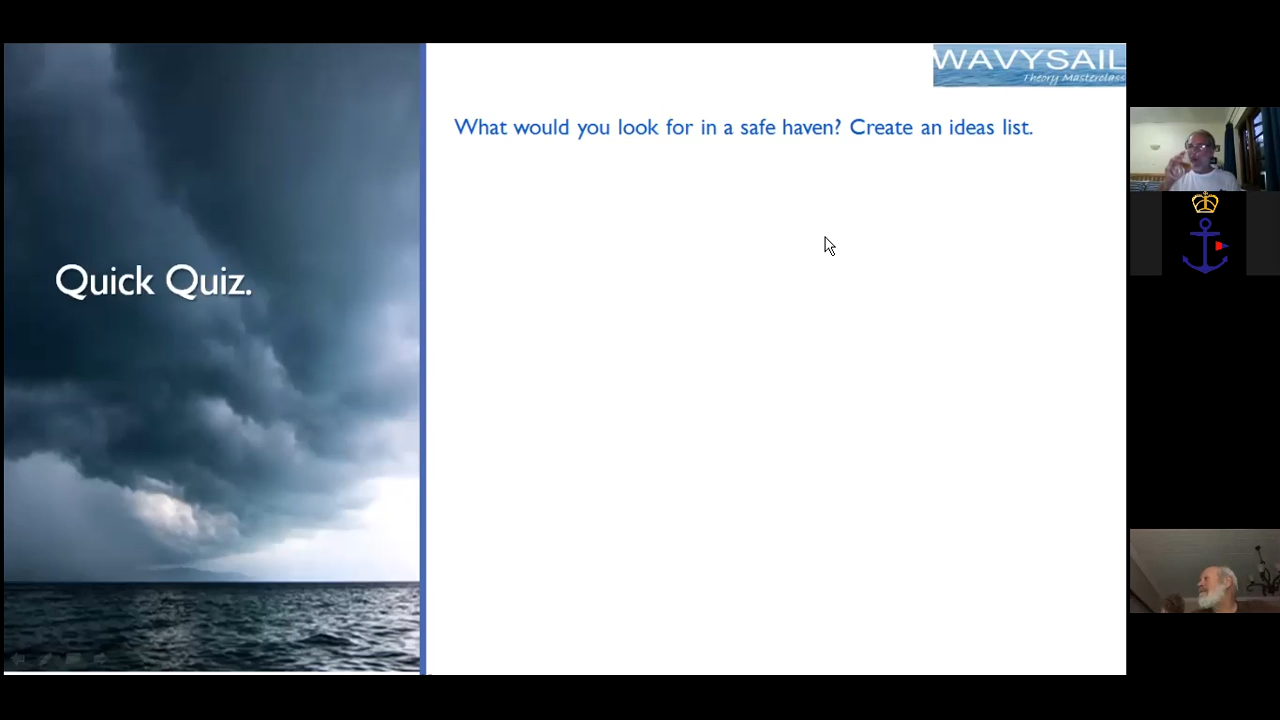 WAVYSAIL
Theory Masterclass
What would you look for in a safe haven? Create an ideas list.
Quick Quiz.